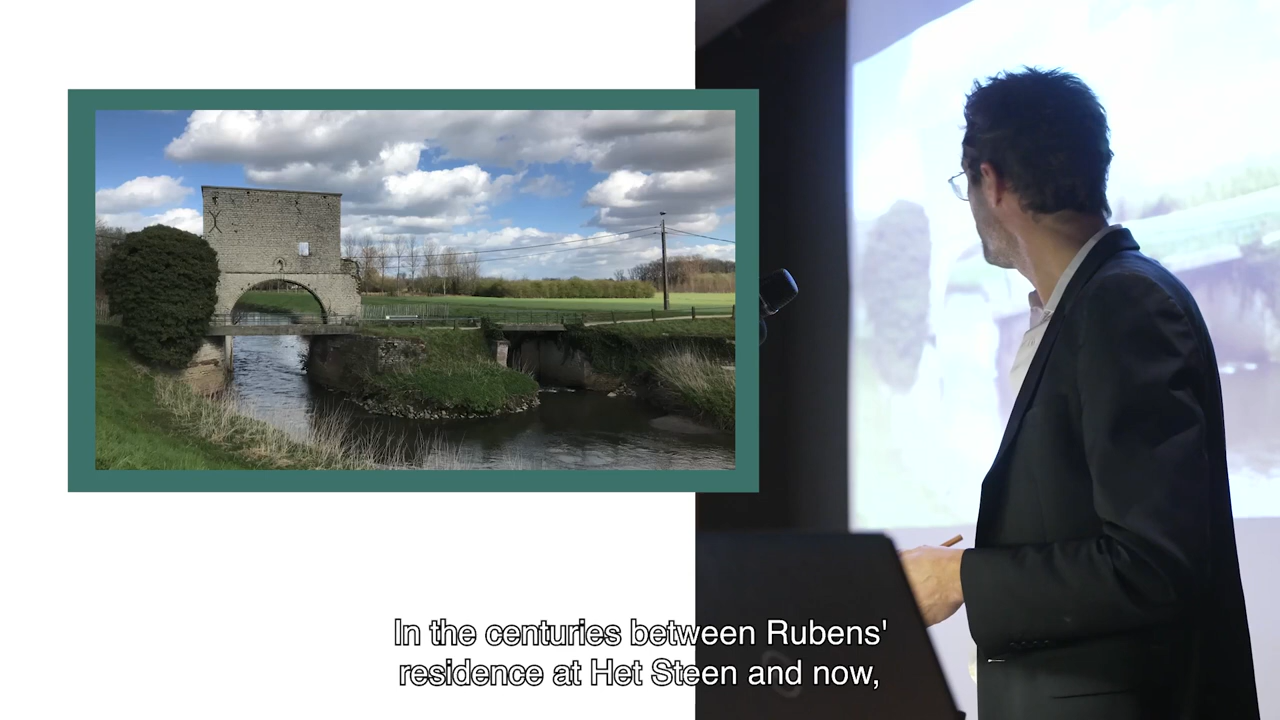 In the centuries between Rubens'
residence at Het Steen and now,